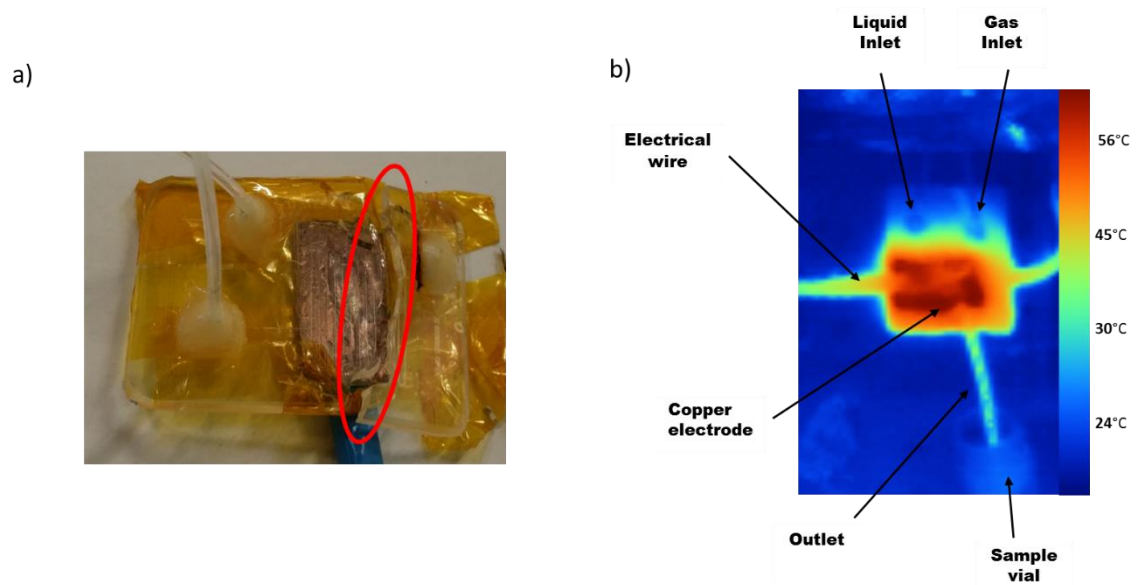 a)
b)
Liquid
Inlet
Gas
Inlet
Electrical
wire
56°C
45°C
30°C
24°C
Copper
electrode
Outlet
Sample
vial